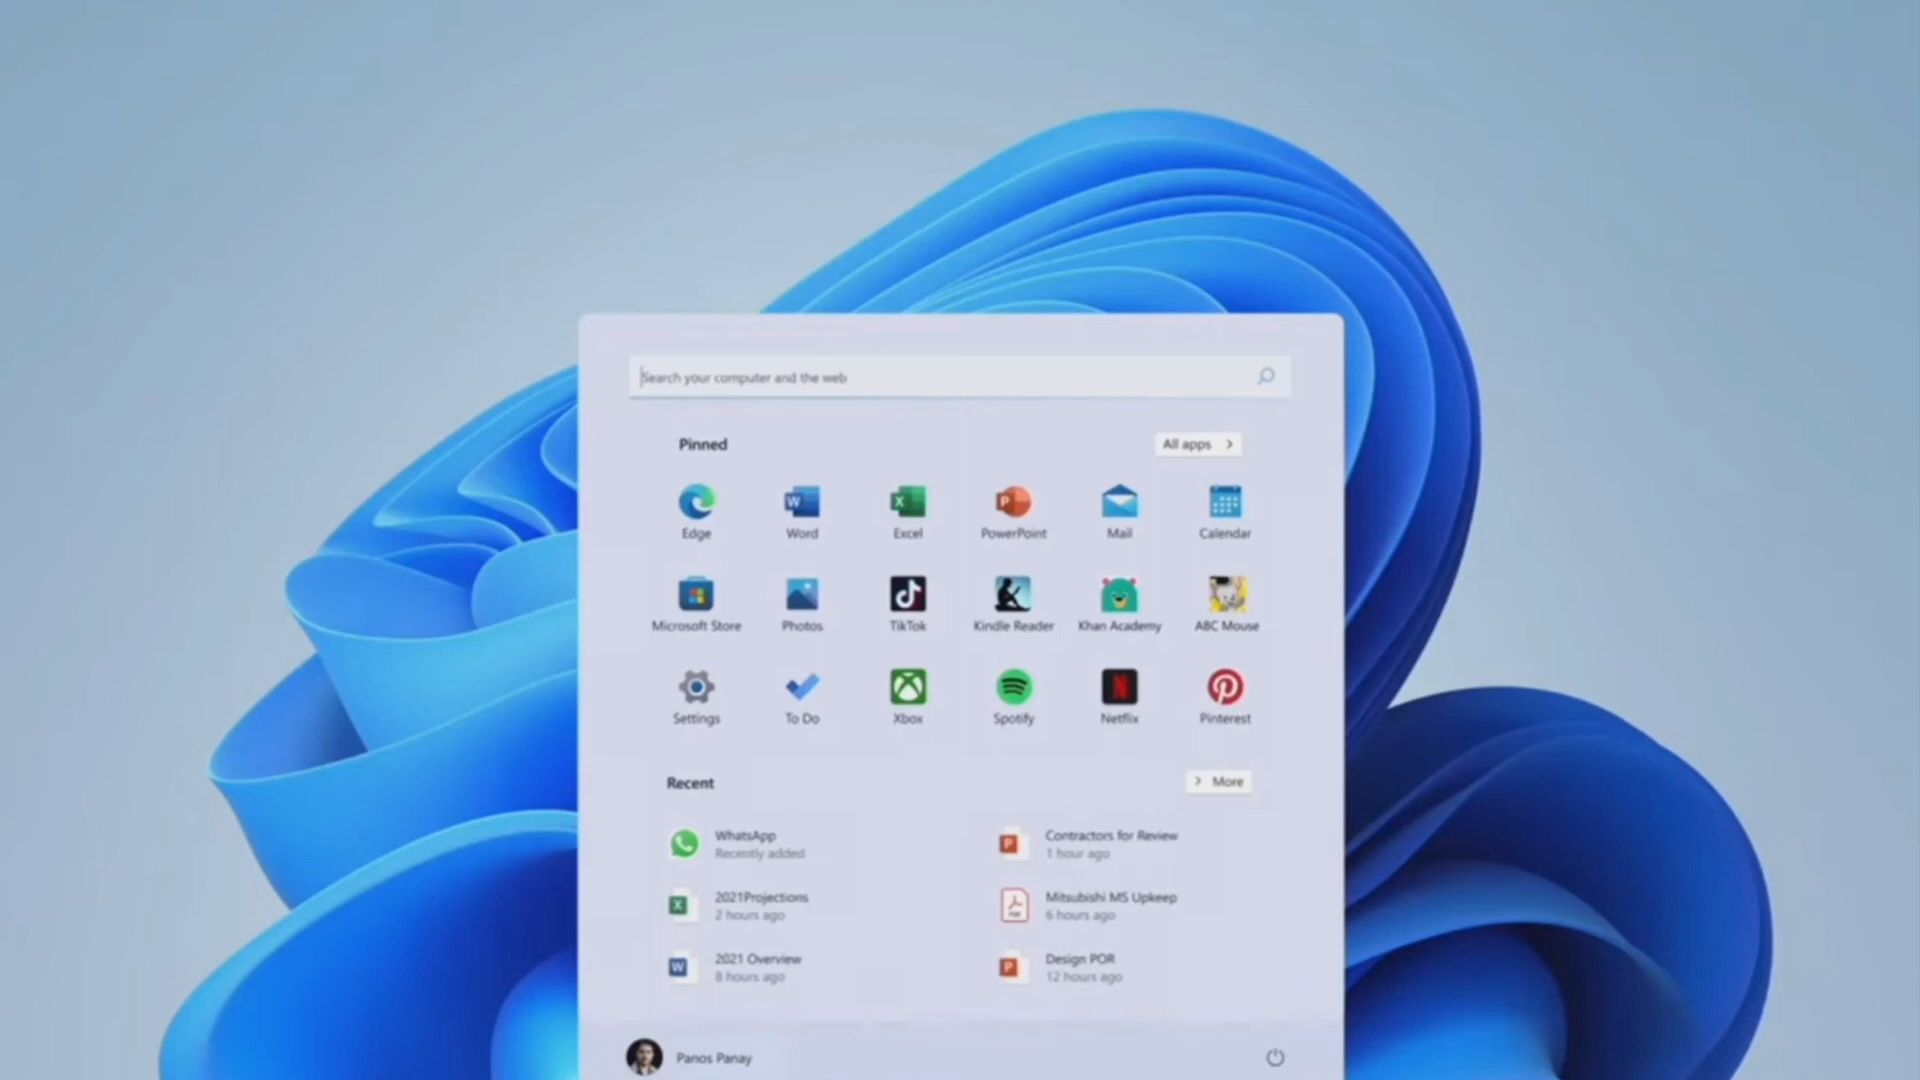 Search your computer and the web
Pinned
All apps
Edge
Word
Excel
PowerPoint
Mail
Calendar
Microsoft Store
Photos
TikTok
Kindle Reader
Khan Academy
ABC Mouse
Settings
To Do
Xbox
Spotify
Netflix
Pinterest
Recent
More
WhatsApp
Recently added
Contractors for Review
1 hour ago
2021Projections
2 hours ago
Mitsubishi MS Upkeep
6 hours ago
2021 Overview
8 hours ago
Design POR
12 hours ago
Panos Panay